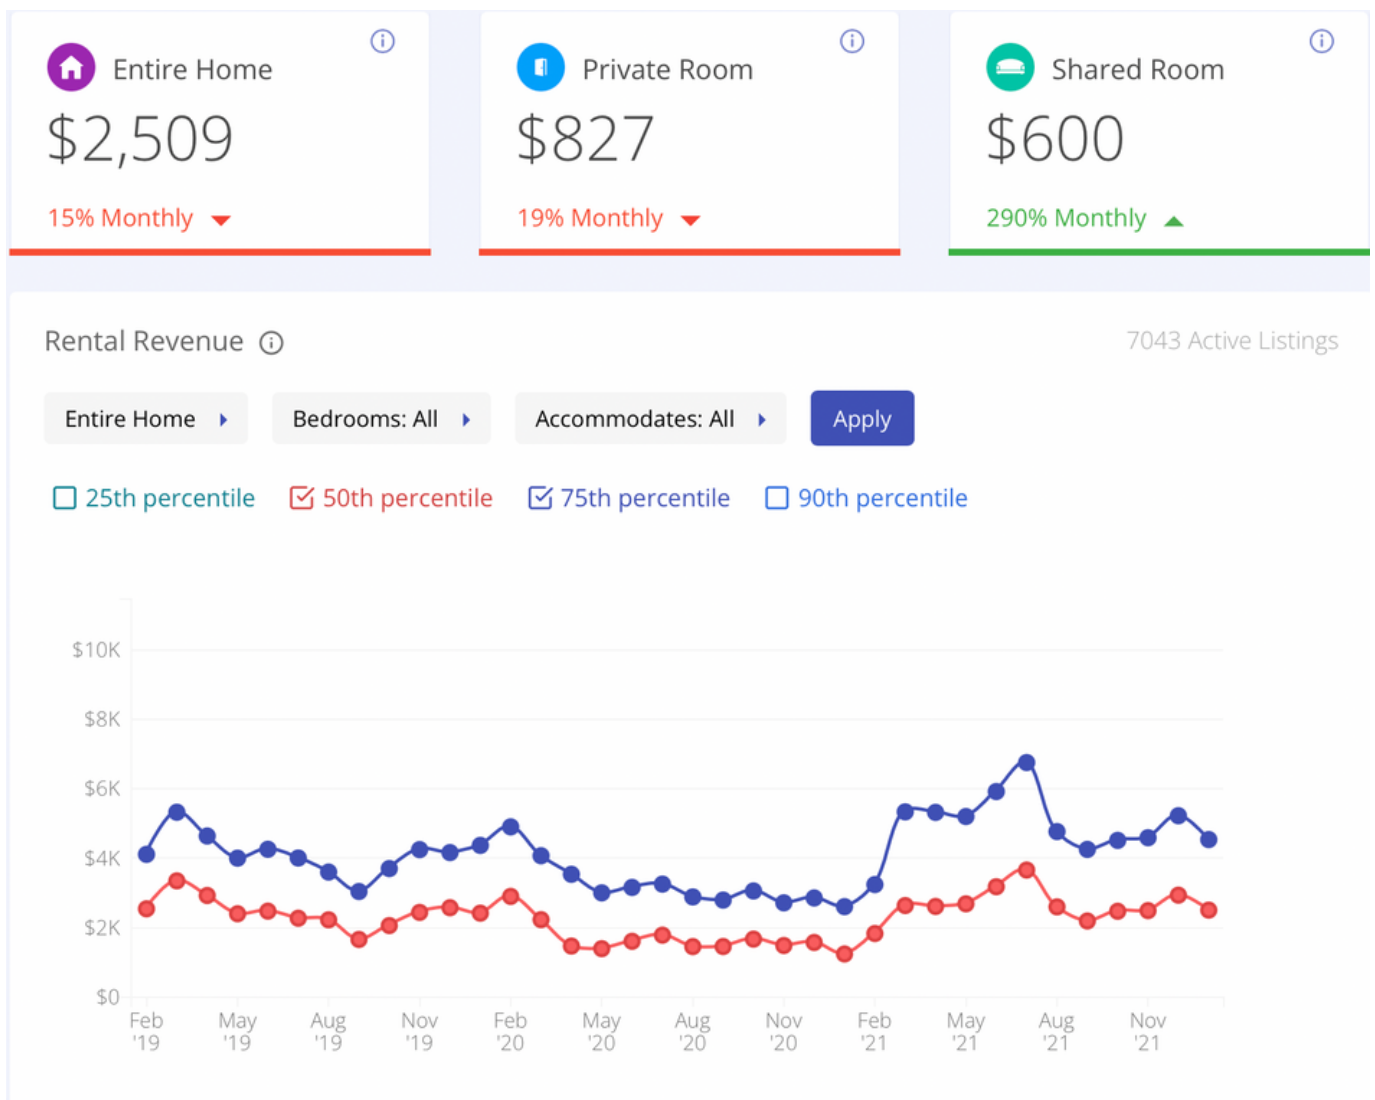 Entire Home
$2,509
15% Monthly
Private Room
$827
19% Monthly
Shared Room
$600
290% Monthly
Rental Revenue
7043 Active Listings
Entire Home
Bedrooms: All
Accommodates: All
Apply
25th percentile
50th percentile
75th percentile
90th percentile
$10K
$8K
$6K
$4K
$2K
$0
Feb
'19
May
'19
Aug
'19
Nov
'19
Feb
'20
May
'20
Aug
'20
Nov
'20
Feb
'21
May
'21
Aug
'21
Nov
'21